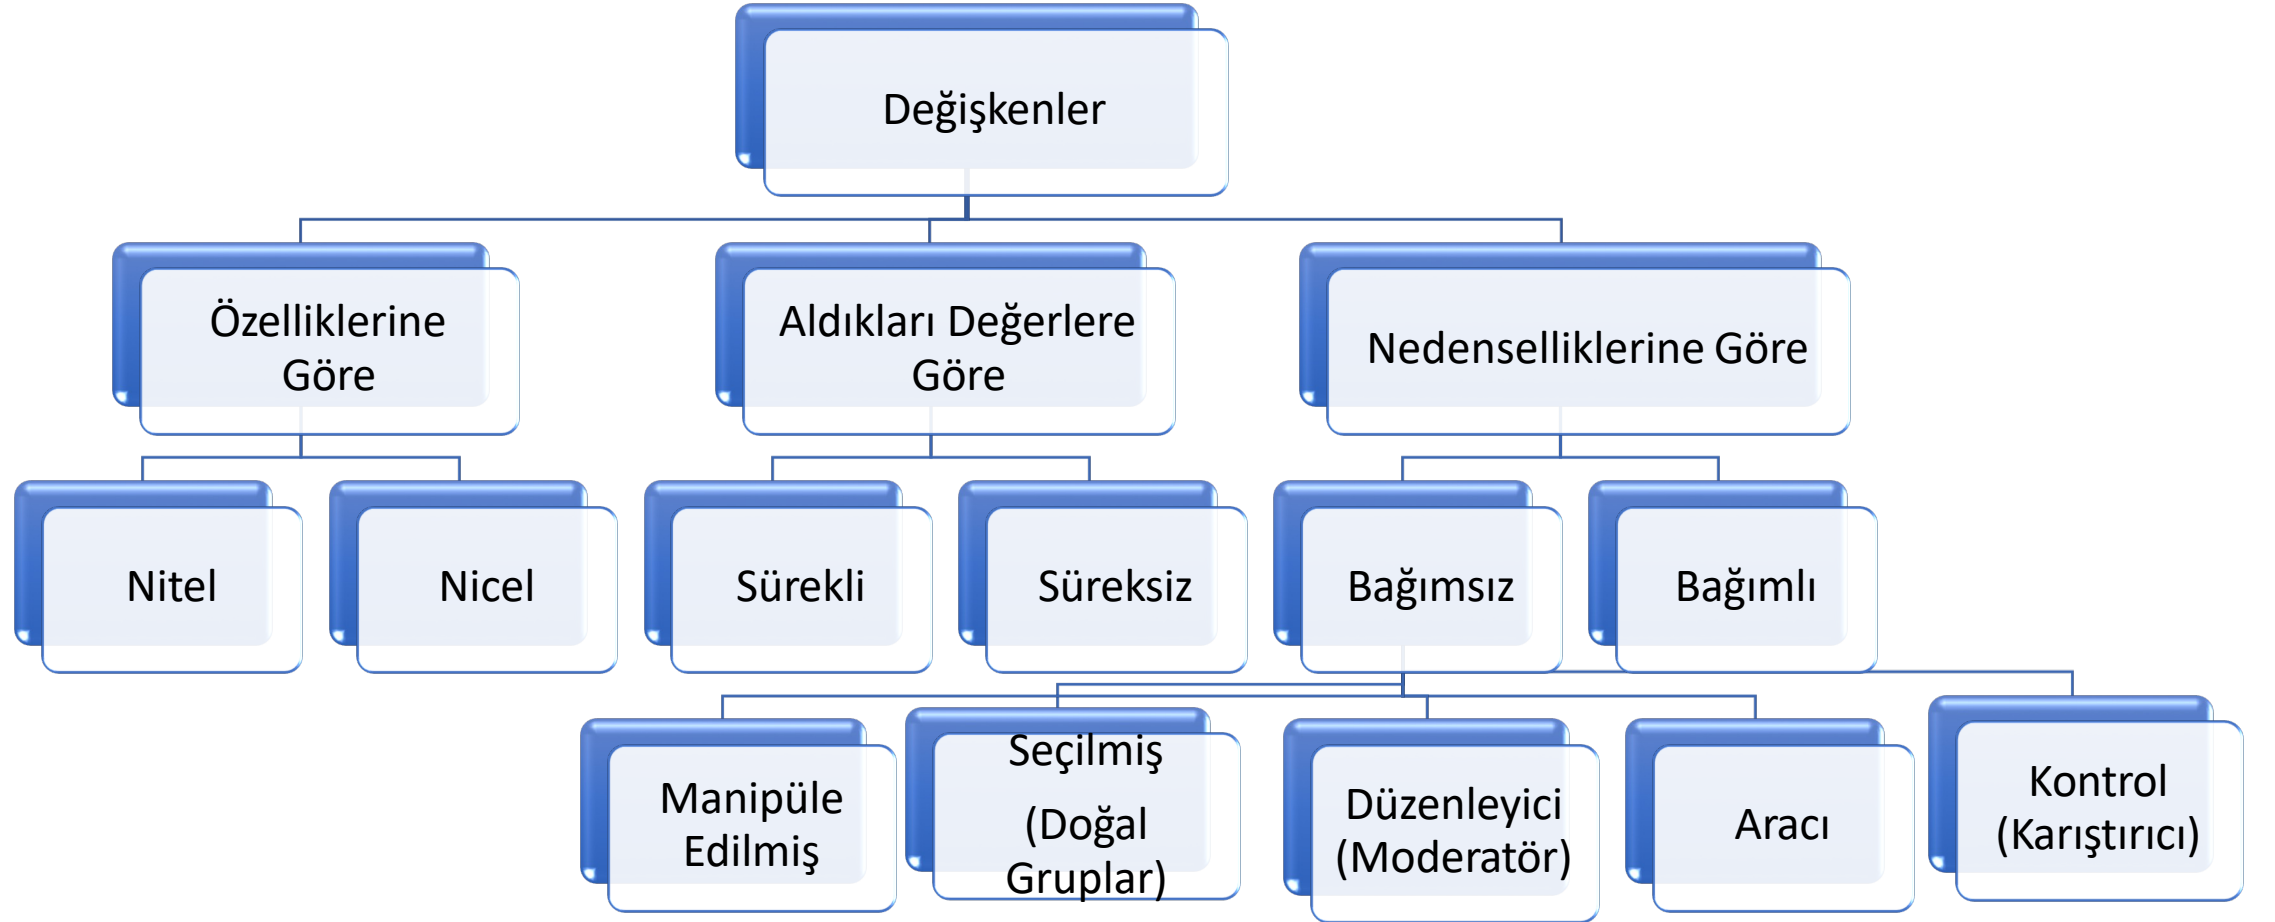 Değişkenler
Özelliklerine
Göre
Aldıkları Değerlere
Göre
Nedenselliklerine Göre
Nitel
Nicel
Sürekli
Süreksiz
Bağımsız
Bağımlı
Manipüle
Edilmiş
Seçilmiş
(Doğal
Gruplar)
Düzenleyici
(Moderatör)
Aracı
Kontrol
(Karıştırıcı)